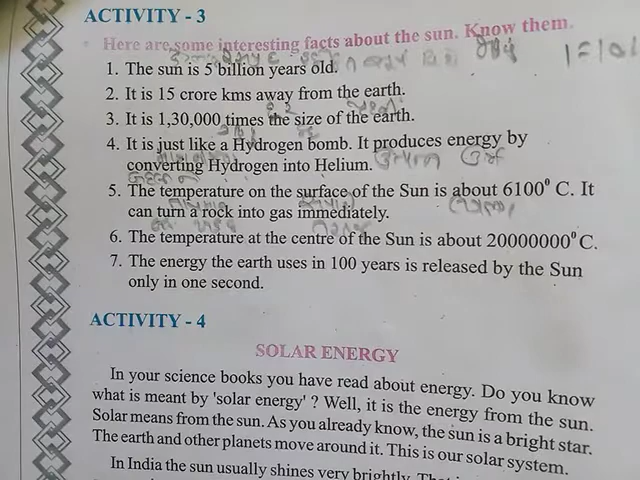 ACTIVITY - 3
Here are some interesting facts about the sun. Know them.
1. The sun is 5 billion years old.
2. It is 15 crore kms away from the earth.
3. It is 1,30,000 times the size of the earth.
4. It is just like a Hydrogen bomb. It produces energy by
converting Hydrogen into Helium.
5. The temperature on the surface of the Sun is about 6100⁰ C. It
can turn a rock into gas immediately.
6. The temperature at the centre of the Sun is about 20000000⁰ C.
7. The energy the earth uses in 100 years is released by the Sun
only in one second.
ACTIVITY - 4
SOLAR ENERGY
In your science books you have read about energy. Do you know
what is meant by 'solar energy' ? Well, it is the energy from the sun.
Solar means from the sun. As you already know, the sun is a bright star.
The earth and other planets move around it. This is our solar system.
In India the sun usually shines very brightly.